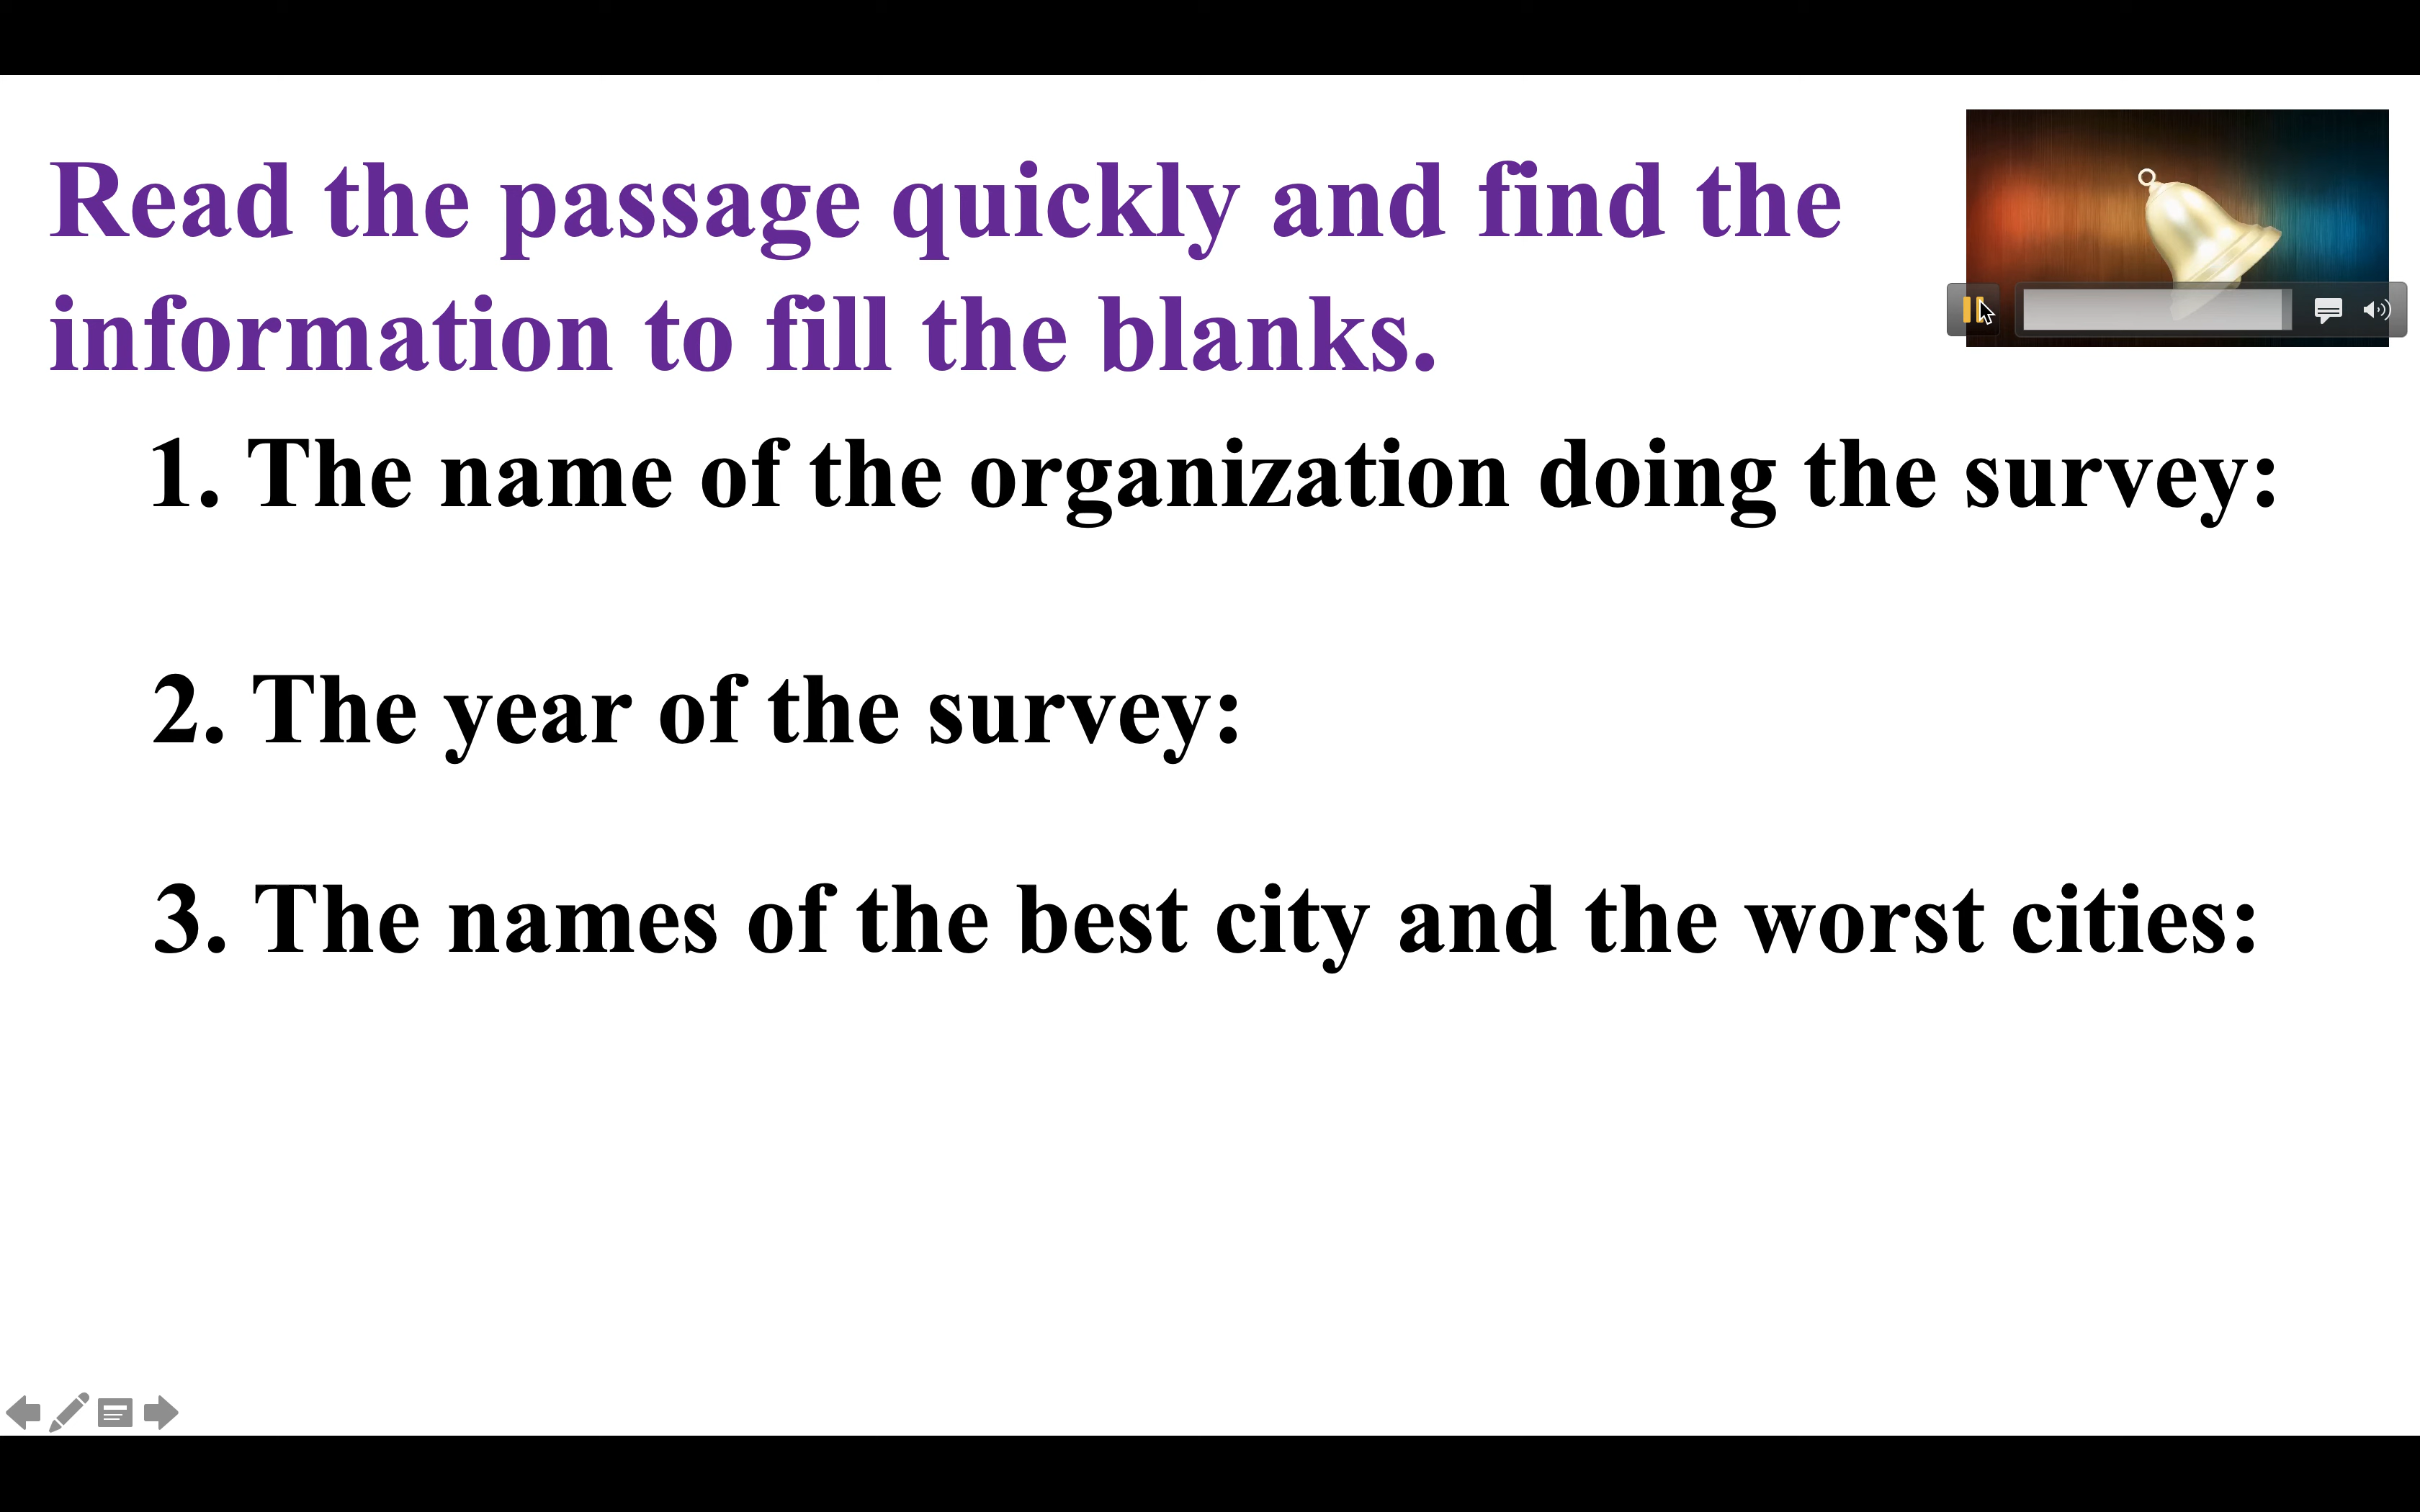 Read the passage quickly and find the
information to fill the blanks.
1. The name of the organization doing the survey:
2. The year of the survey:
3. The names of the best city and the worst cities: